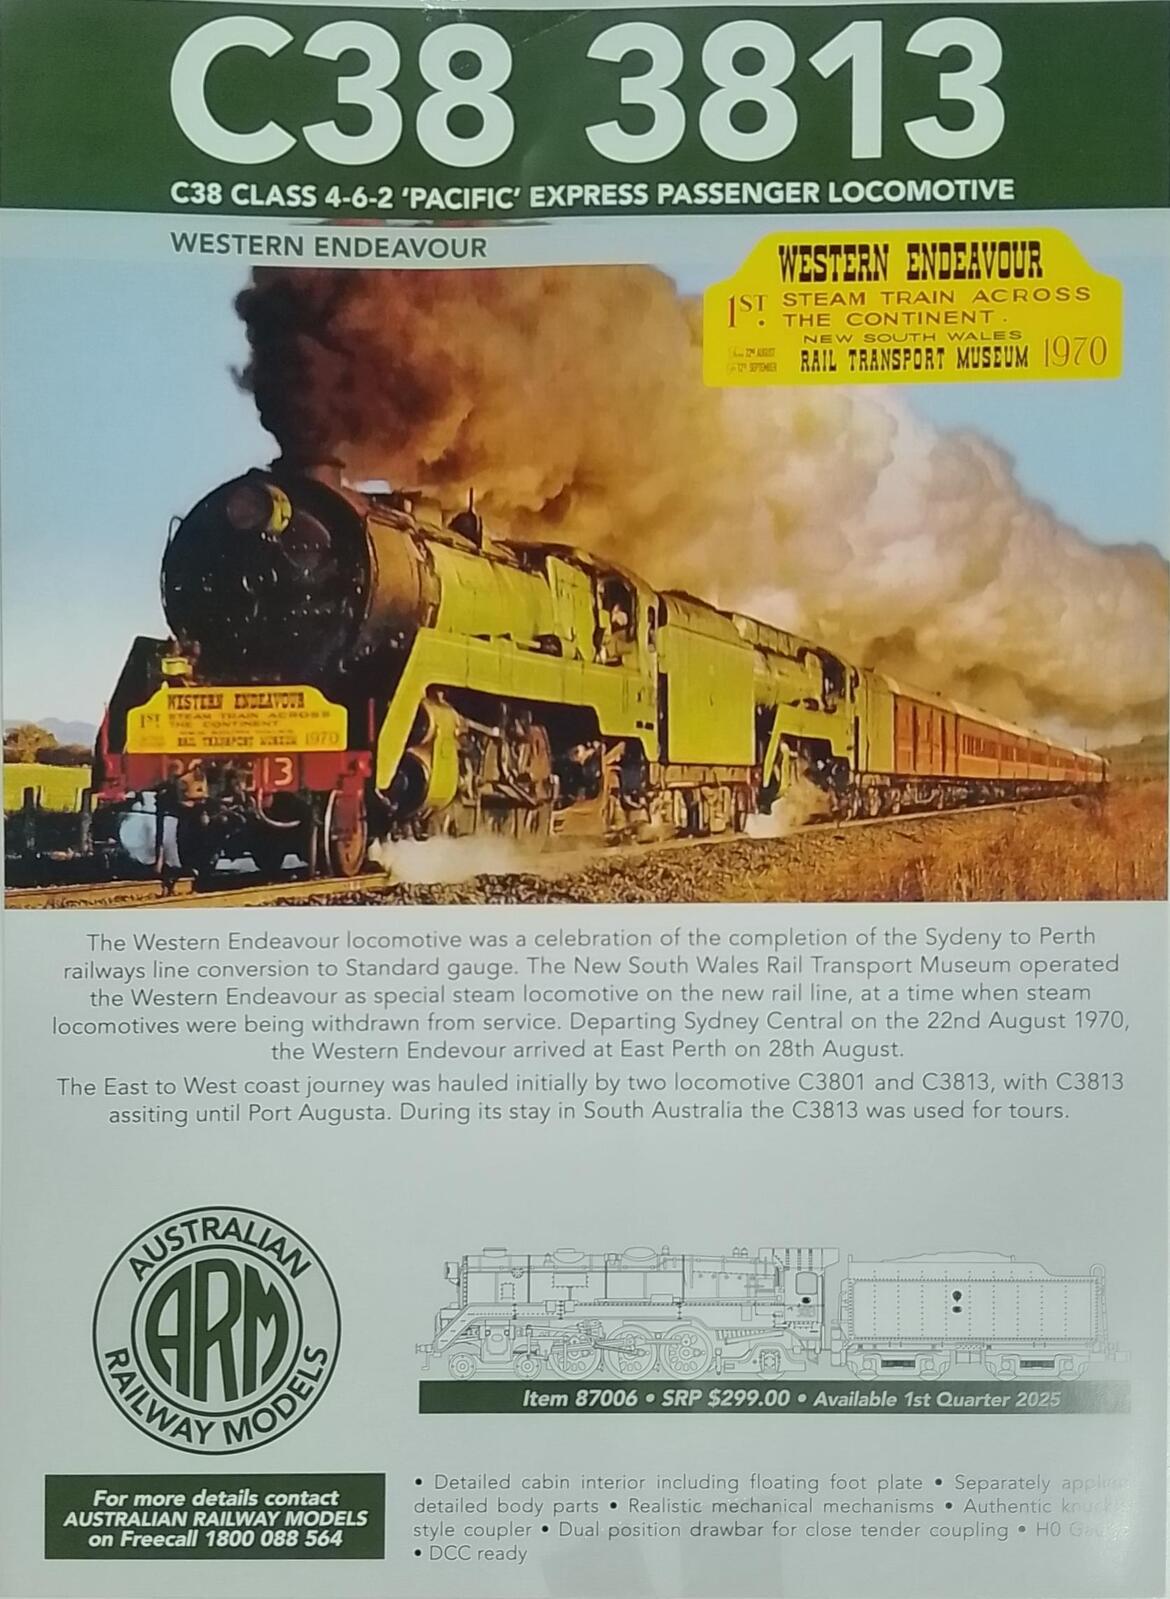 C38 3813
C38 CLASS 4-6-2 'PACIFIC' EXPRESS PASSENGER LOCOMOTIVE
WESTERN ENDEAVOUR
WESTERN ENDEAVOUR
1ST. STEAM TRAIN ACROSS
THE CONTINENT.
NEW SOUTH WALES
22ND AUGUST
12TH SEPTEMBER
RAIL TRANSPORT MUSEUM 1970
WESTERN ENDEAVOUR
1ST STEAM TRAIN ACROSS
THE CONTINENT
NEW SOUTH WALES
RAIL TRANSPORT MUSEUM 1970
13
The Western Endeavour locomotive was a celebration of the completion of the Sydeny to Perth
railways line conversion to Standard gauge. The New South Wales Rail Transport Museum operated
the Western Endeavour as special steam locomotive on the new rail line, at a time when steam
locomotives were being withdrawn from service. Departing Sydney Central on the 22nd August 1970,
the Western Endevour arrived at East Perth on 28th August.
The East to West coast journey was hauled initially by two locomotive C3801 and C3813, with C3813
assiting until Port Augusta. During its stay in South Australia the C3813 was used for tours.
AUSTRALIAN
ARM
RAILWAY MODELS
Item 87006 • SRP $299.00 • Available 1st Quarter 2025
For more details contact
AUSTRALIAN RAILWAY MODELS
on Freecall 1800 088 564
• Detailed cabin interior including floating foot plate • Separately
detailed body parts • Realistic mechanical mechanisms • Authentic
style coupler • Dual position drawbar for close tender coupling • H0
• DCC ready